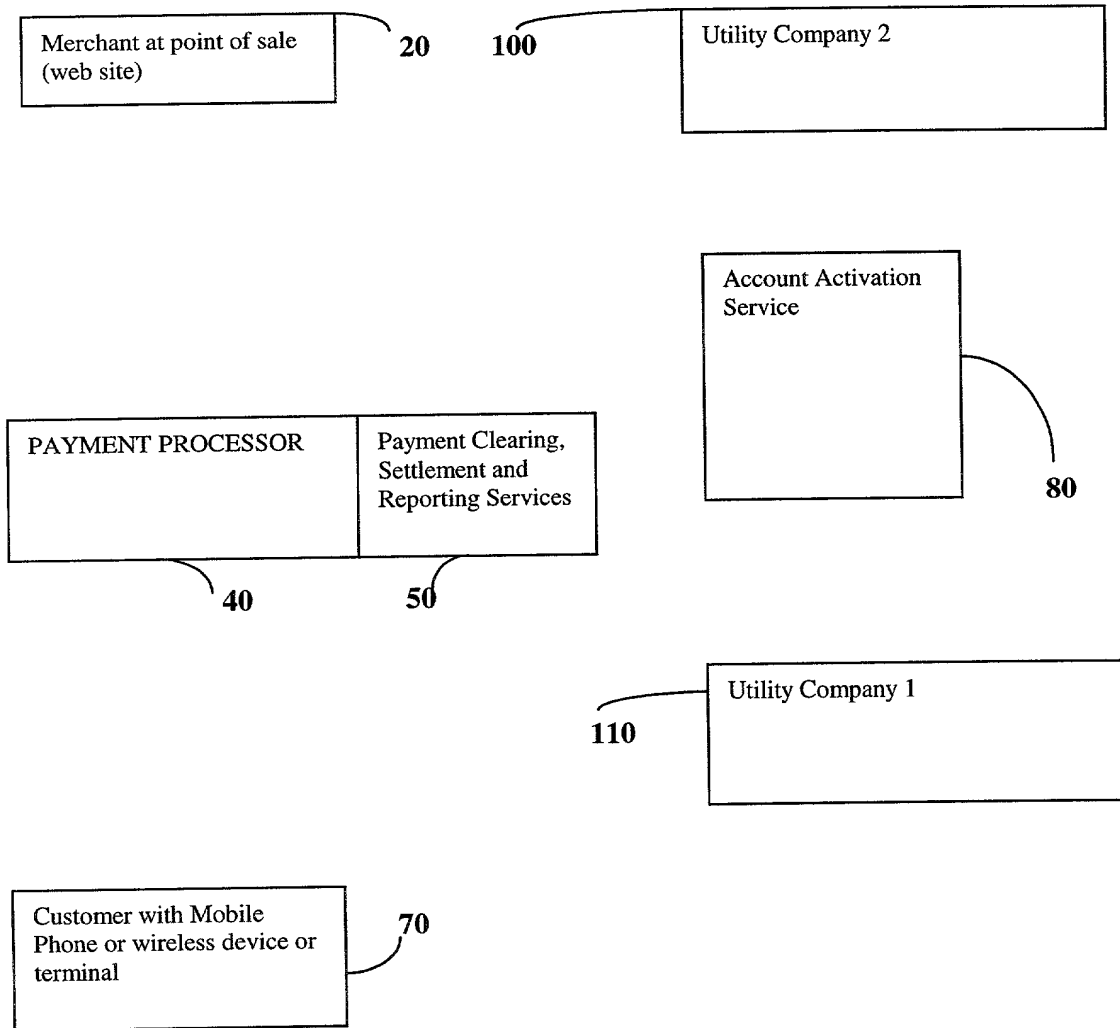 Merchant at point of sale
(web site)
20
100
Utility Company 2
Account Activation
Service
80
PAYMENT PROCESSOR
Payment Clearing,
Settlement and
Reporting Services
40
50
Utility Company 1
110
Customer with Mobile
Phone or wireless device or
terminal
70